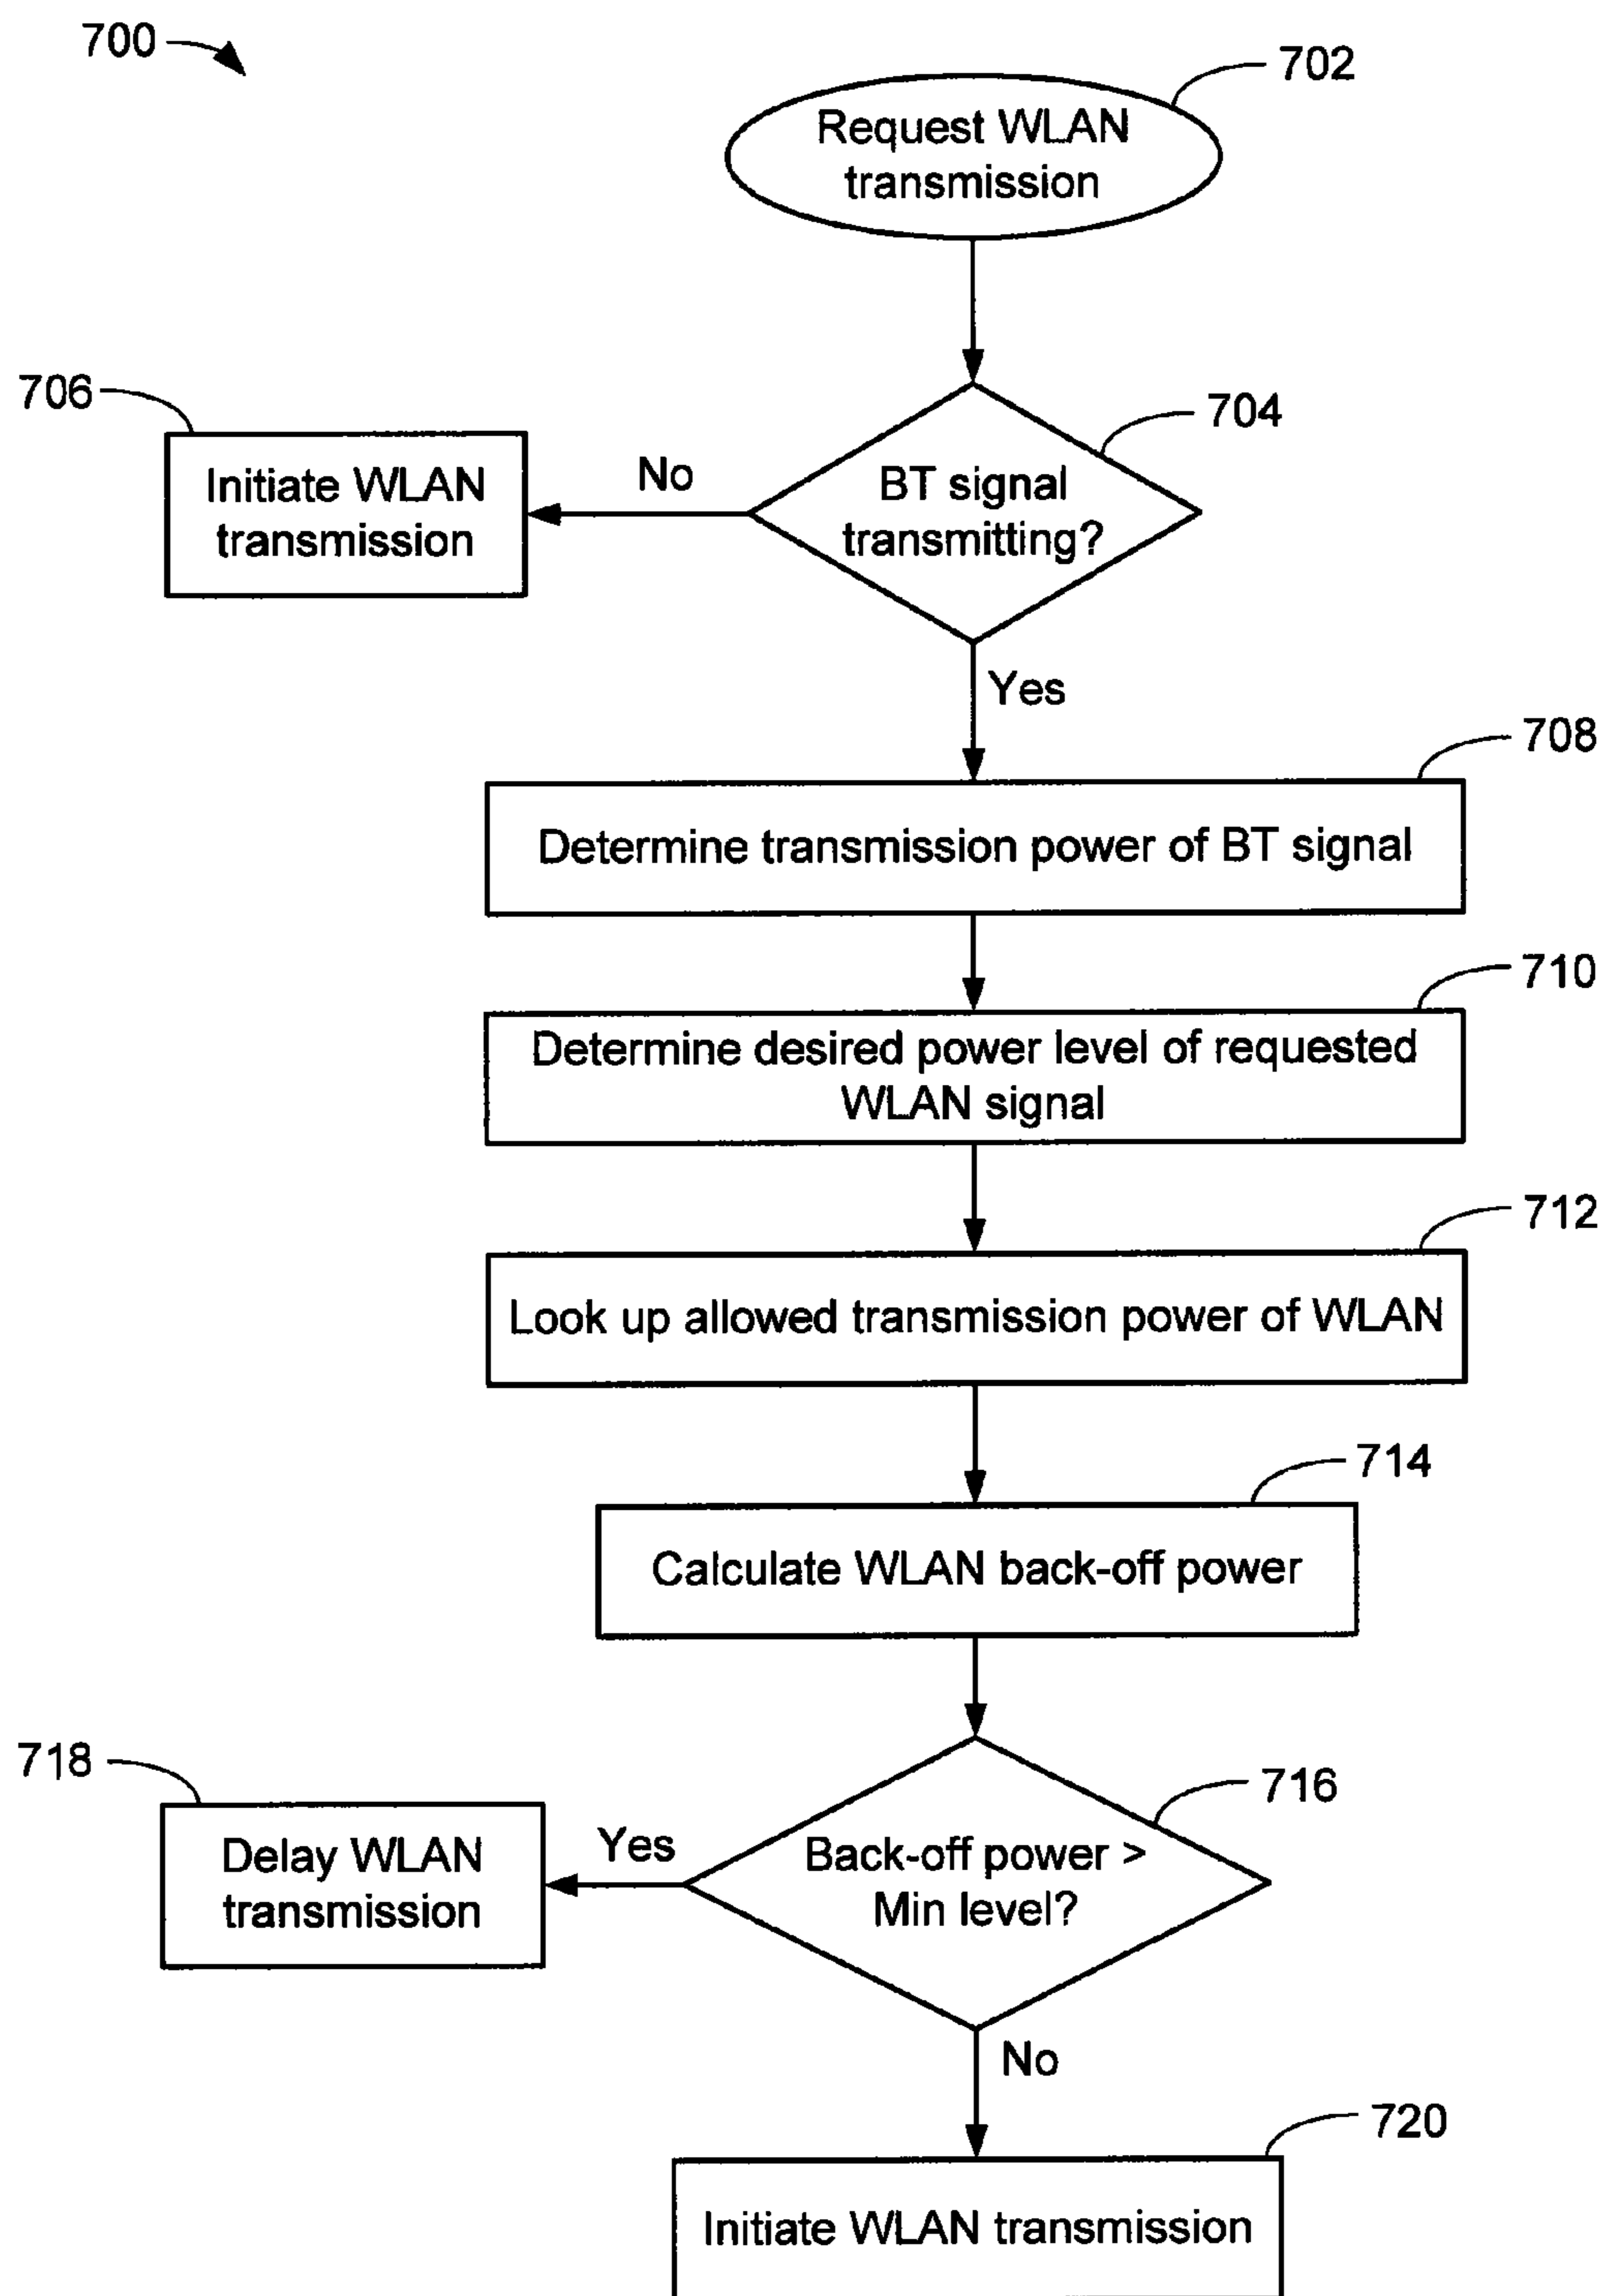 700
702
Request WLAN
transmission
704
706
BT signal
transmitting?
No
Initiate WLAN
transmission
Yes
708
Determine transmission power of BT signal
710
Determine desired power level of requested
WLAN signal
712
Look up allowed transmission power of WLAN
714
Calculate WLAN back-off power
716
718
Back-off power >
Min level?
Yes
Delay WLAN
transmission
No
720
Initiate WLAN transmission